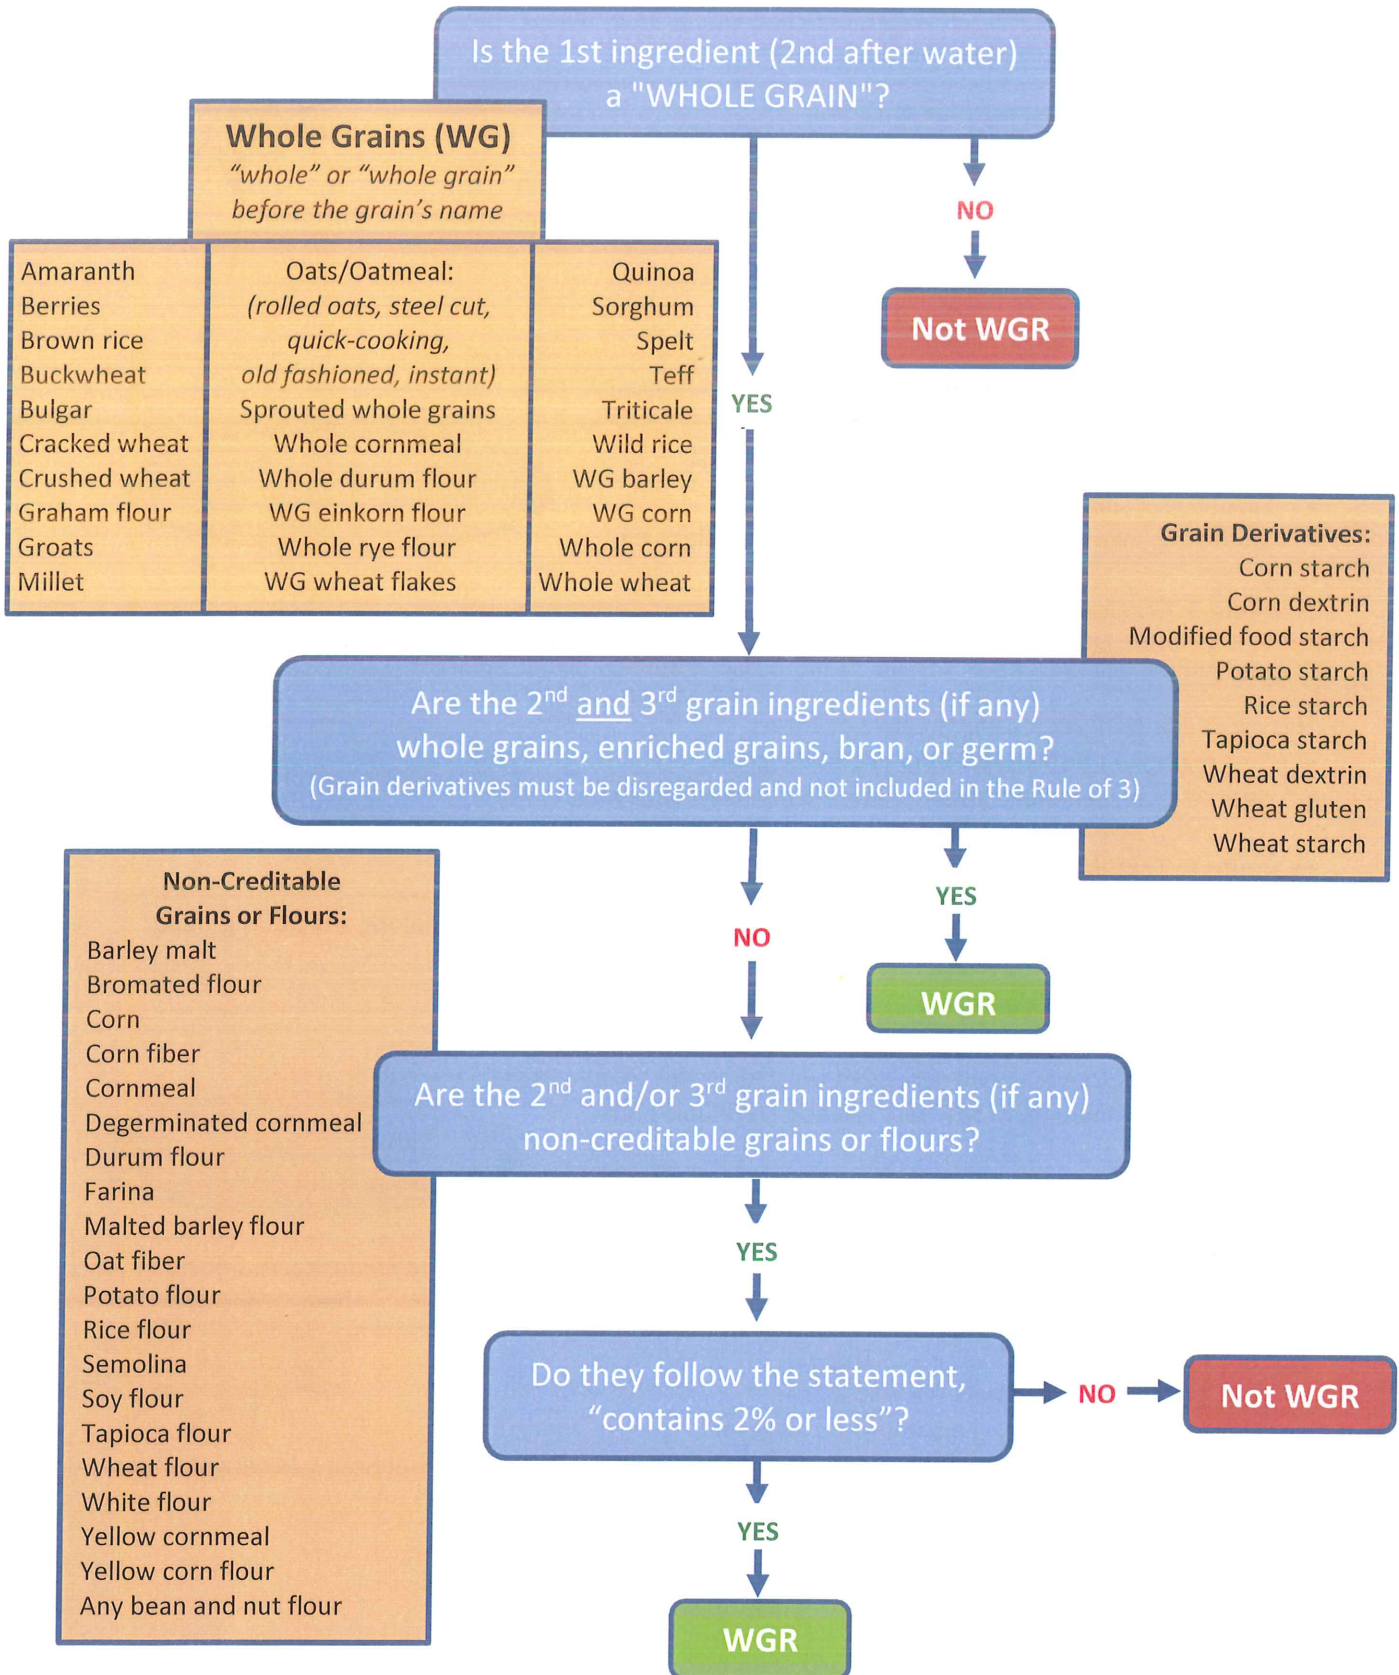 Is the 1st ingredient (2nd after water)
a "WHOLE GRAIN"?
Whole Grains (WG)
“whole” or “whole grain”
before the grain’s name
Amaranth
Berries
Brown rice
Buckwheat
Bulgar
Cracked wheat
Crushed wheat
Graham flour
Groats
Millet
Oats/Oatmeal:
(rolled oats, steel cut,
quick-cooking,
old fashioned, instant)
Sprouted whole grains
Whole cornmeal
Whole durum flour
WG einkorn flour
Whole rye flour
WG wheat flakes
Quinoa
Sorghum
Spelt
Teff
Triticale
Wild rice
WG barley
WG corn
Whole corn
Whole wheat
NO
Not WGR
YES
Grain Derivatives:
Corn starch
Corn dextrin
Modified food starch
Potato starch
Rice starch
Tapioca starch
Wheat dextrin
Wheat gluten
Wheat starch
Are the 2nd and 3rd grain ingredients (if any)
whole grains, enriched grains, bran, or germ?
(Grain derivatives must be disregarded and not included in the Rule of 3)
YES
WGR
NO
Non-Creditable
Grains or Flours:
Barley malt
Bromated flour
Corn
Corn fiber
Cornmeal
Degerminated cornmeal
Durum flour
Farina
Malted barley flour
Oat fiber
Potato flour
Rice flour
Semolina
Soy flour
Tapioca flour
Wheat flour
White flour
Yellow cornmeal
Yellow corn flour
Any bean and nut flour
Are the 2nd and/or 3rd grain ingredients (if any)
non-creditable grains or flours?
YES
Do they follow the statement,
“contains 2% or less”?
NO
Not WGR
YES
WGR